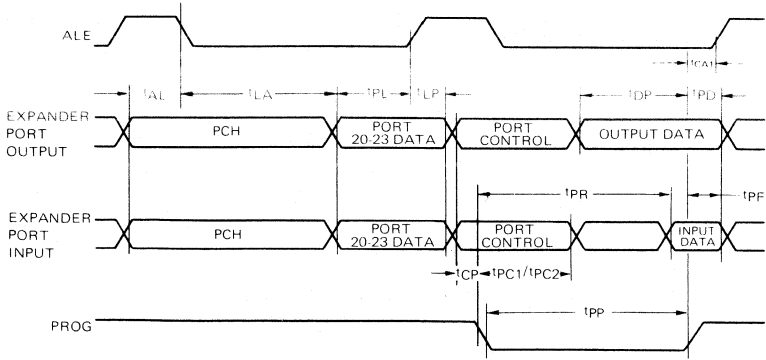 ALE
tCA1
tAL
tLA
tPL
tLP
tDP
tPD
EXPANDER
PORT
OUTPUT
PCH
PORT
20-23 DATA
PORT
CONTROL
OUTPUT DATA
tPR
tPF
EXPANDER
PORT
INPUT
PCH
PORT
20-23 DATA
PORT
CONTROL
INPUT
DATA
tCP
tPC1/tPC2
tPP
PROG